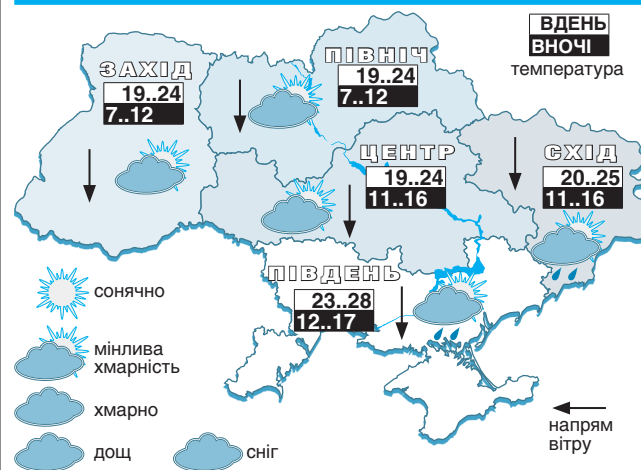 ВДЕНЬ
ВНОЧІ
температура
ЗАХІД
19..24
7..12
ПІВНІЧ
19..24
7..12
ЦЕНТР
19..24
11..16
СХІД
20..25
11..16
ПІВДЕНЬ
23..28
12..17
сонячно
мінлива
хмарність
хмарно
дощ
сніг
напрям
вітру